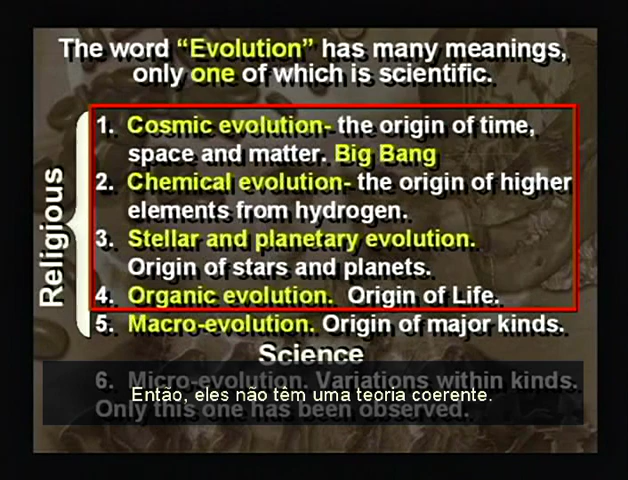 The word “Evolution” has many meanings,
only one of which is scientific.
Religious
1. Cosmic evolution- the origin of time,
space and matter. Big Bang
2. Chemical evolution- the origin of higher
elements from hydrogen.
3. Stellar and planetary evolution.
Origin of stars and planets.
4. Organic evolution. Origin of Life.
5. Macro-evolution. Origin of major kinds.
Science
6. Micro-evolution. Variations within kinds.
Only this one has been observed.
Então, eles não têm uma teoria coerente.